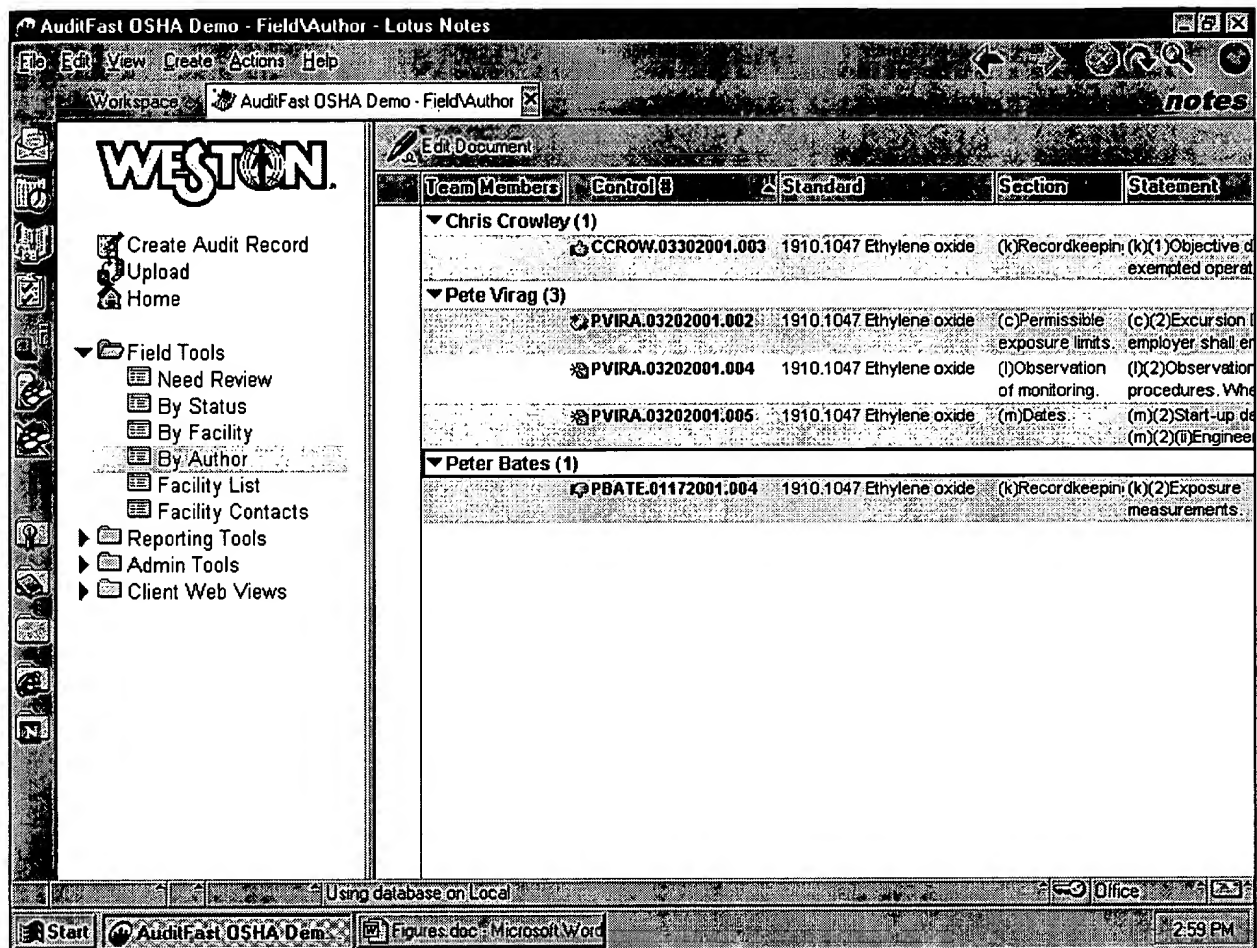 AuditFast OSHA Demo - Field\Author - Lotus Notes
File Edit View Create Actions Help
Workspace AuditFast OSHA Demo - Field\Author
notes
WESTON.
Create Audit Record
Upload
Home
Field Tools
Need Review
By Status
By Facility
By Author
Facility List
Facility Contacts
Reporting Tools
Admin Tools
Client Web Views
Edit Document
Team Members Control # Standard Section Statement
Chris Crowley (1)
CCROW.03302001.003 1910.1047 Ethylene oxide (k)Recordkeepin (k)(1)Objective d
exempted operat
Pete Virag (3)
PVIRA.03202001.002 1910.1047 Ethylene oxide (c)Permissible (c)(2)Excursion l
exposure limits. employer shall en
PVIRA.03202001.004 1910.1047 Ethylene oxide (l)Observation (l)(2)Observation
of monitoring. procedures. Whe
PVIRA.03202001.005 1910.1047 Ethylene oxide (m)Dates. (m)(2)Start-up da
(m)(2)(ii)Enginee
Peter Bates (1)
PBATE.01172001.004 1910.1047 Ethylene oxide (k)Recordkeepin (k)(2)Exposure
measurements.
Using database on Local
Office
Start AuditFast OSHA Dem... Figures.doc - Microsoft Word 2:59 PM